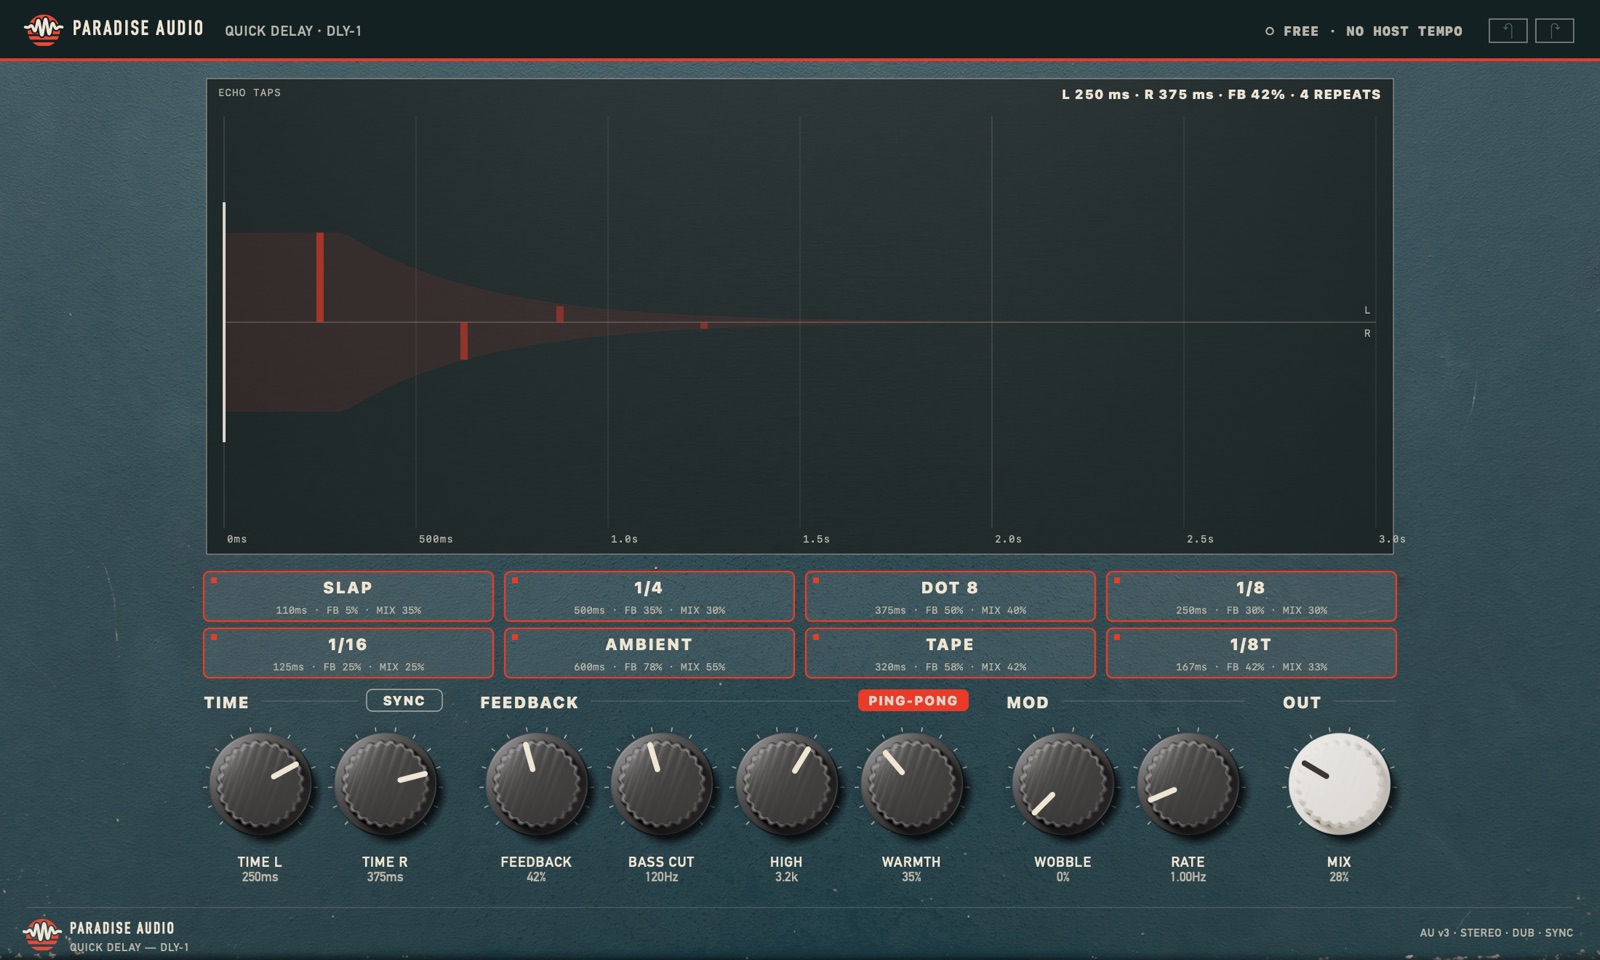 PARADISE AUDIO
QUICK DELAY · DLY-1
FREE · NO HOST TEMPO
ECHO TAPS
L 250 ms · R 375 ms · FB 42% · 4 REPEATS
L
R
0ms 500ms 1.0s 1.5s 2.0s 2.5s 3.0s
SLAP 1/4 DOT 8 1/8
110ms · FB 5% · MIX 35% 500ms · FB 35% · MIX 30% 375ms · FB 50% · MIX 40% 250ms · FB 30% · MIX 30%
1/16 AMBIENT TAPE 1/8T
125ms · FB 25% · MIX 25% 600ms · FB 78% · MIX 55% 320ms · FB 58% · MIX 42% 167ms · FB 42% · MIX 33%
TIME SYNC FEEDBACK PING-PONG MOD OUT
TIME L TIME R FEEDBACK BASS CUT HIGH WARMTH WOBBLE RATE MIX
250ms 375ms 42% 120Hz 3.2k 35% 0% 1.00Hz 28%
PARADISE AUDIO
QUICK DELAY — DLY-1
AU v3 · STEREO · DUB · SYNC